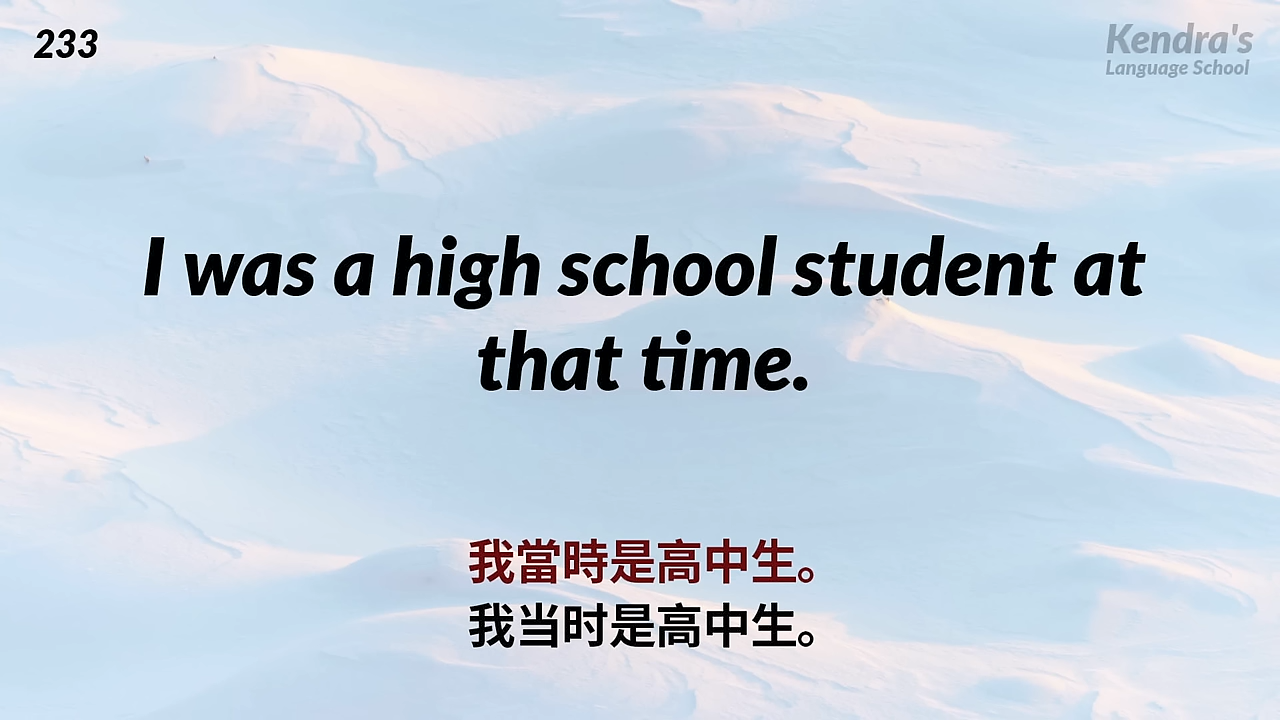 233
Kendra's
Language School
I was a high school student at
that time.
我當時是高中生。
我当时是高中生。